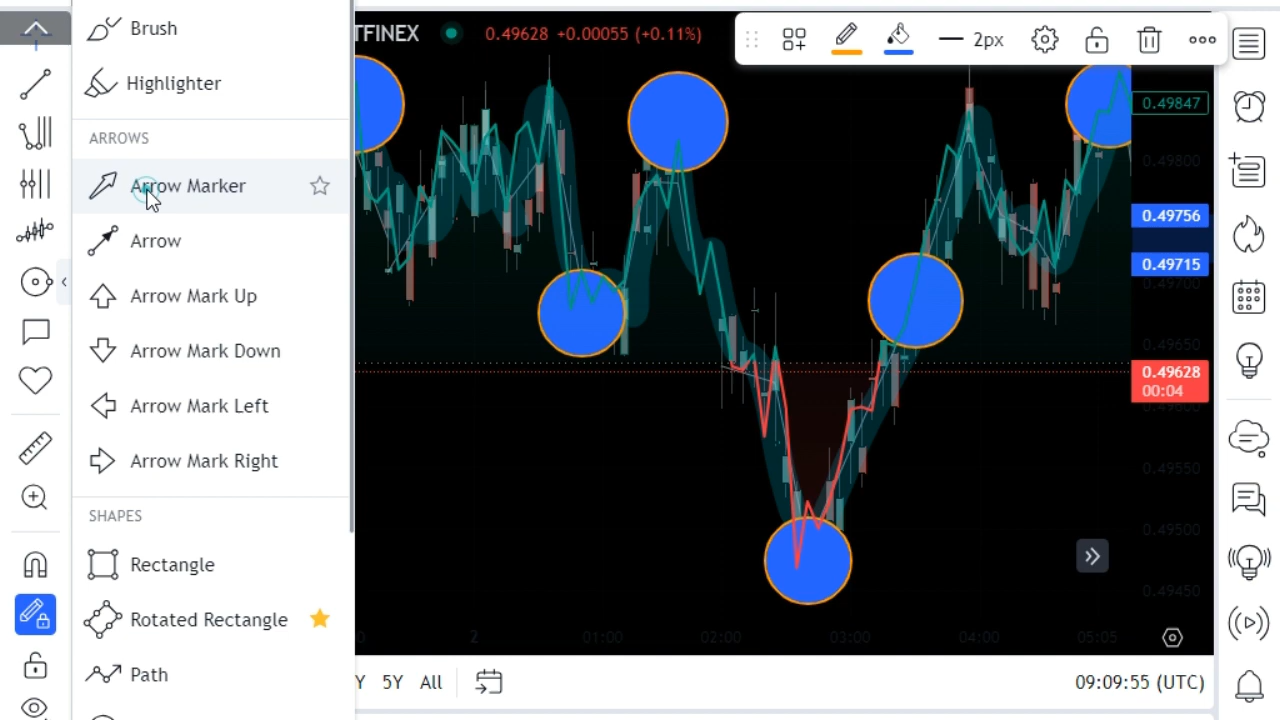 Brush
Highlighter
ARROWS
Arrow Marker
Arrow
Arrow Mark Up
Arrow Mark Down
Arrow Mark Left
Arrow Mark Right
SHAPES
Rectangle
Rotated Rectangle
Path
TFINEX 0.49628 +0.00055 (+0.11%)
2px
0.49847
0.49800
0.49756
0.49715
0.49700
0.49650
0.49628
00:04
0.49600
0.49550
0.49500
0.49450
2 01:00 02:00 03:00 04:00 05:05
Y 5Y All
09:09:55 (UTC)